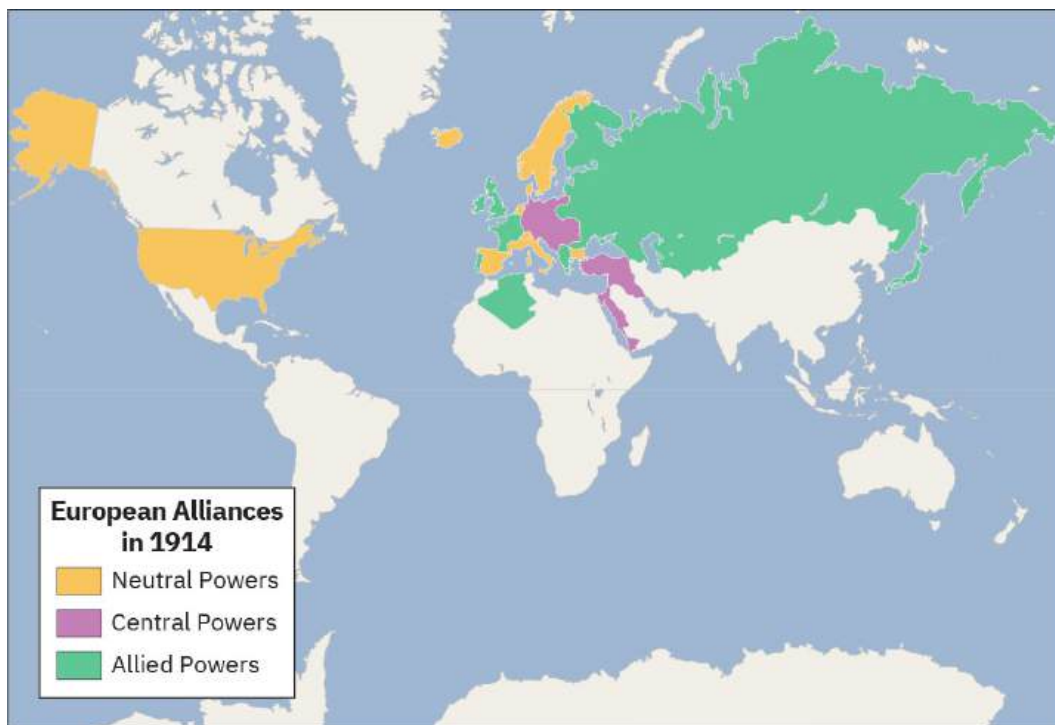 European Alliances
in 1914
Neutral Powers
Central Powers
Allied Powers